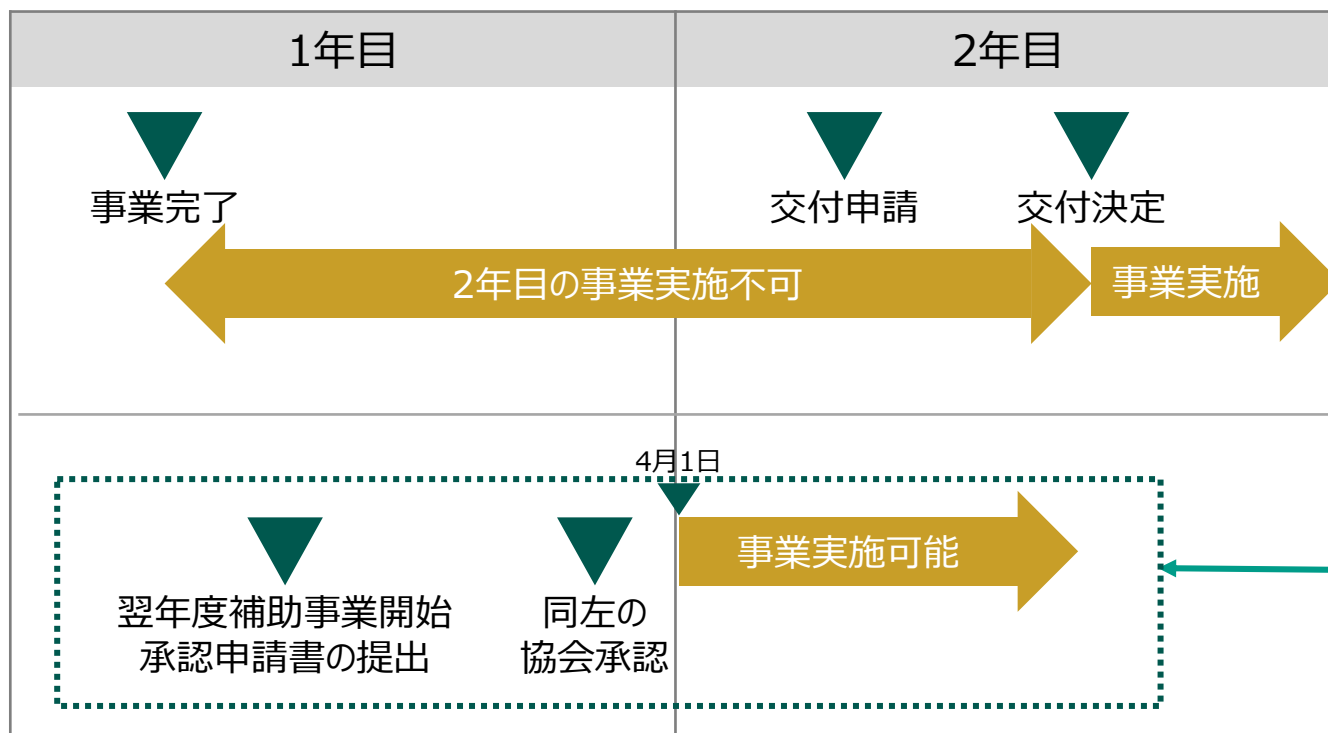 1年目
2年目
事業完了
交付申請
交付決定
2年目の事業実施不可
事業実施
4月1日
事業実施可能
翌年度補助事業開始
承認申請書の提出
同左の
協会承認